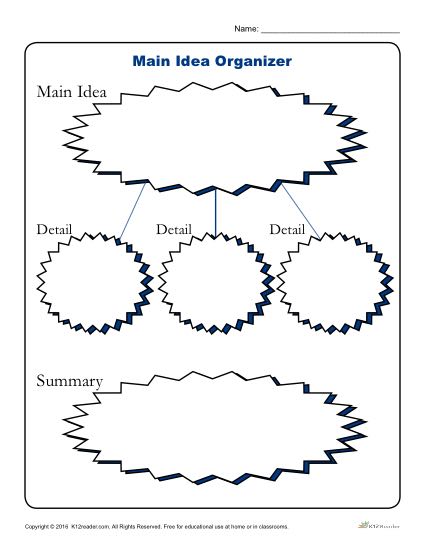 Name: ___________________________
Main Idea Organizer
Main Idea
Detail Detail Detail
Summary
Copyright © 2016 K12reader.com. All Rights Reserved. Free for educational use at home or in classrooms.
K12Reader